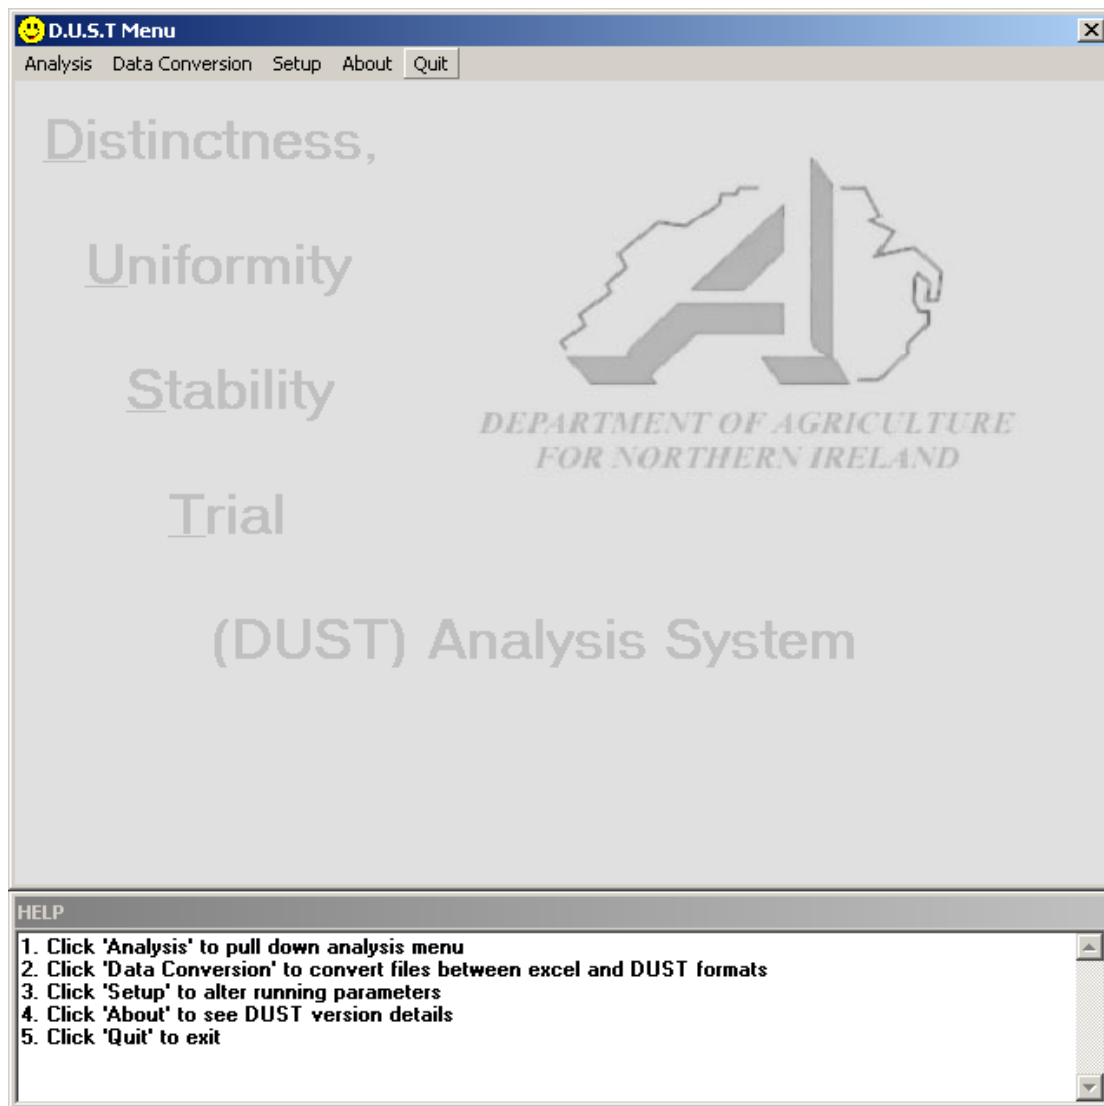 D.U.S.T Menu
Analysis Data Conversion Setup About Quit
Distinctness,
Uniformity
Stability
Trial
(DUST) Analysis System
DEPARTMENT OF AGRICULTURE
FOR NORTHERN IRELAND
HELP
1. Click 'Analysis' to pull down analysis menu
2. Click 'Data Conversion' to convert files between excel and DUST formats
3. Click 'Setup' to alter running parameters
4. Click 'About' to see DUST version details
5. Click 'Quit' to exit